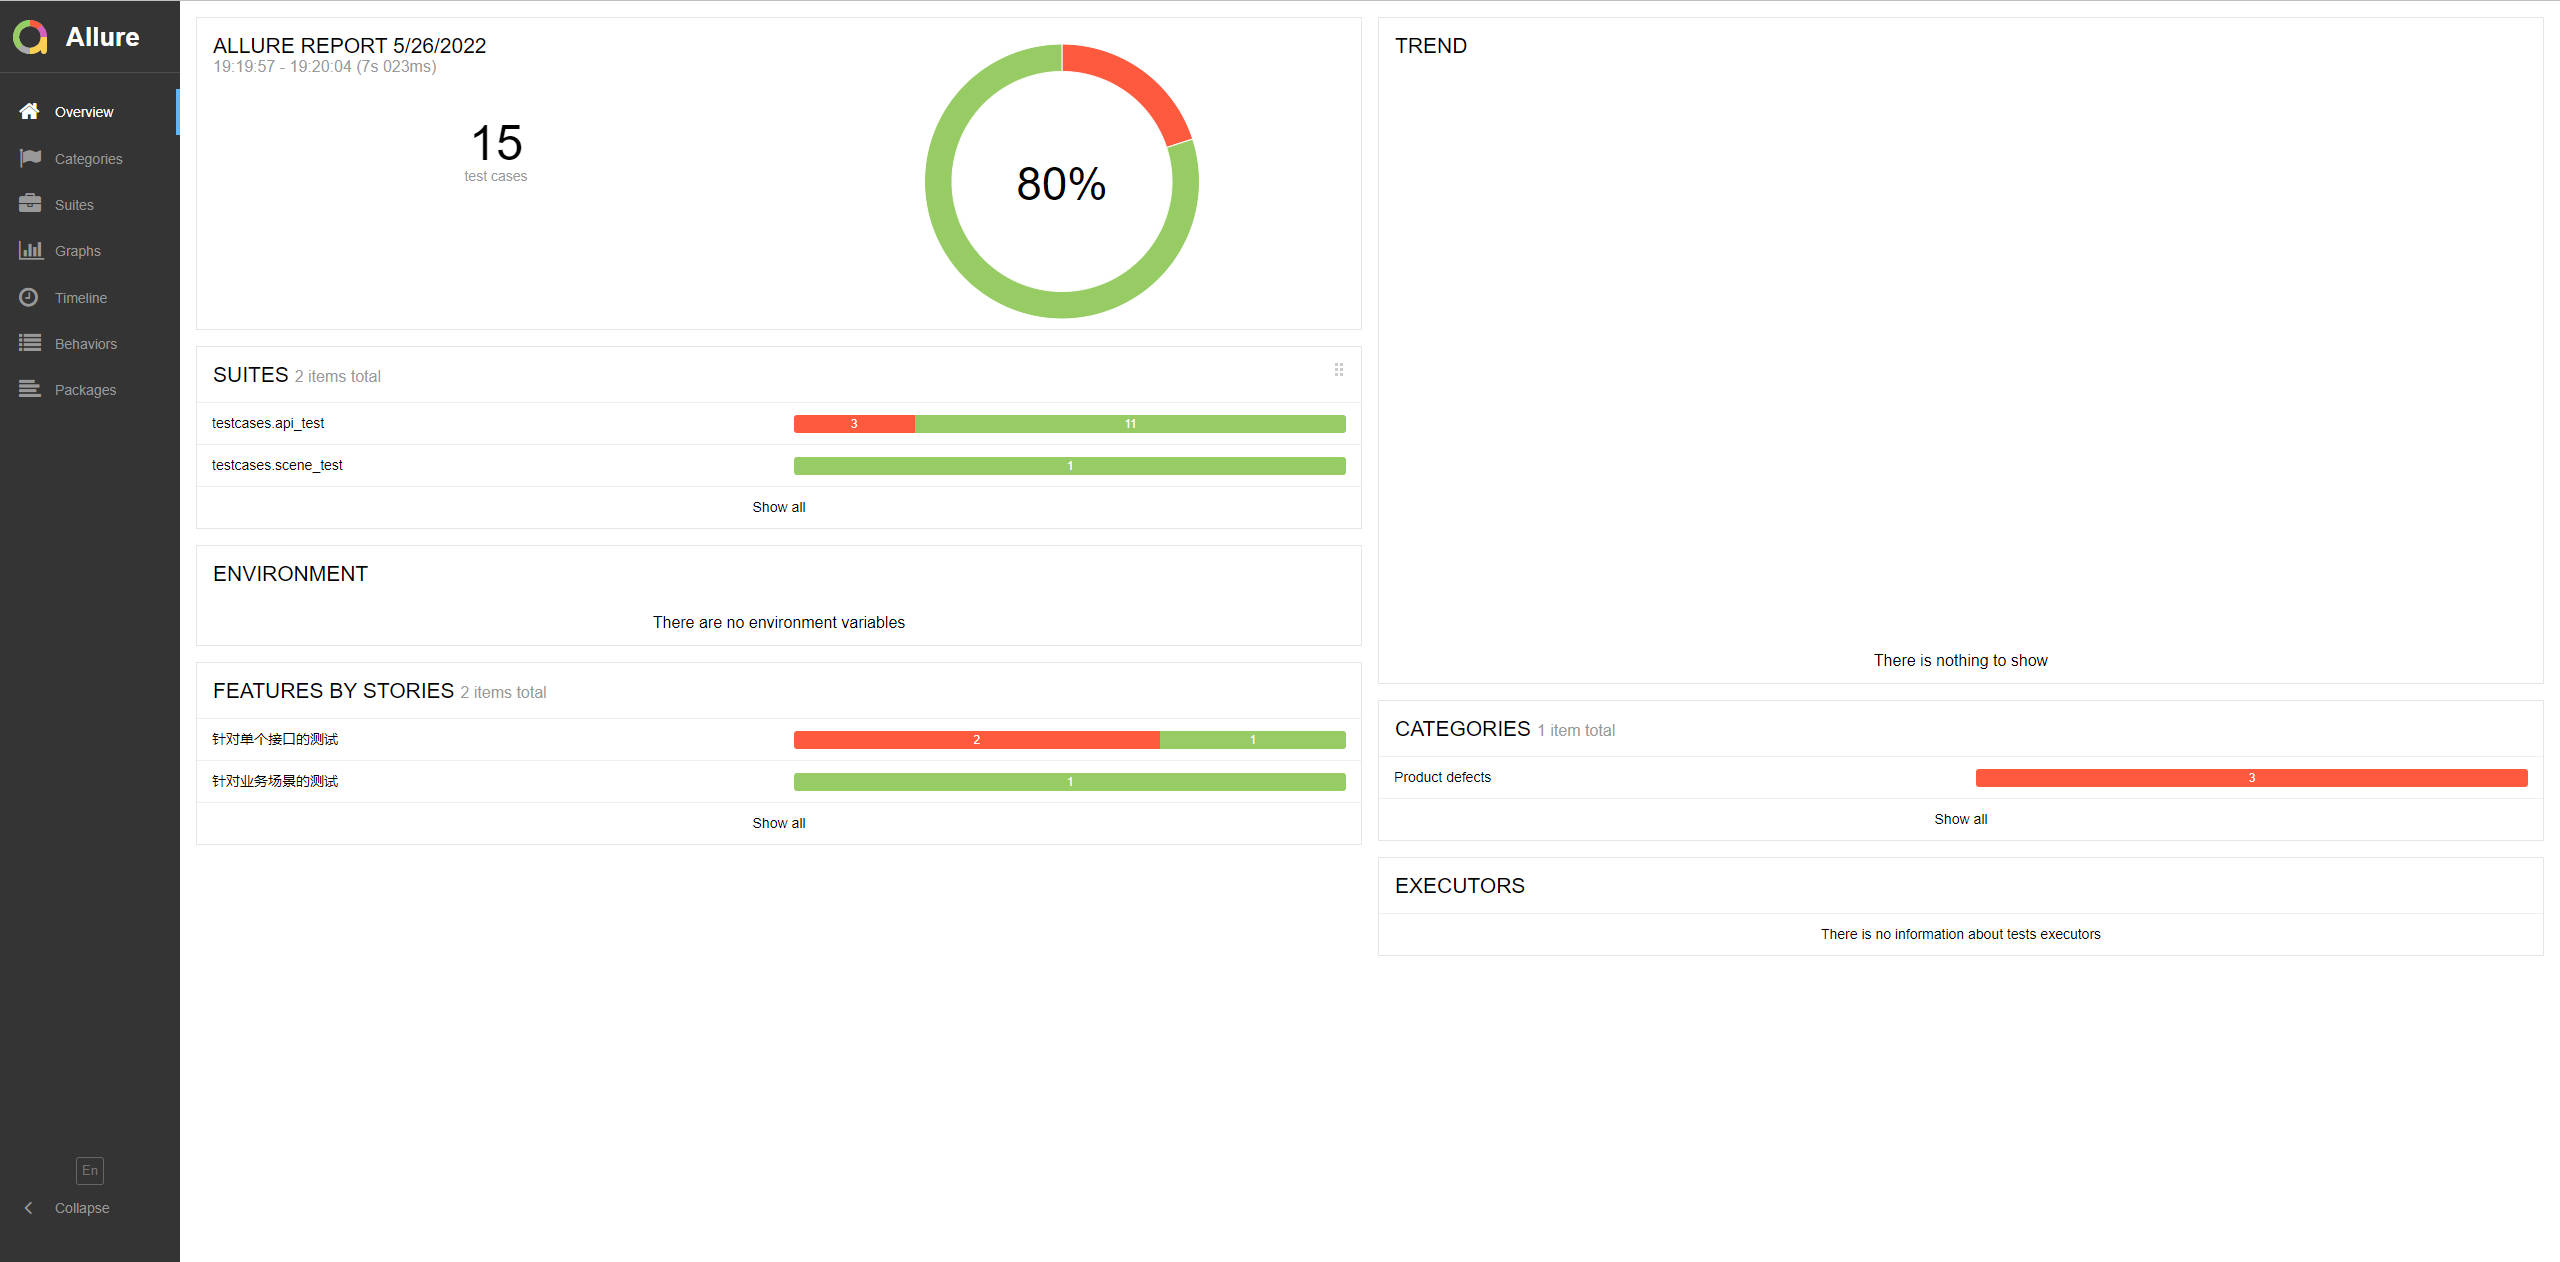 Allure
Overview
Categories
Suites
Graphs
Timeline
Behaviors
Packages
En
Collapse
ALLURE REPORT 5/26/2022
19:19:57 - 19:20:04 (7s 023ms)
15
test cases
80%
SUITES 2 items total
testcases.api_test 3 11
testcases.scene_test 1
Show all
ENVIRONMENT
There are no environment variables
FEATURES BY STORIES 2 items total
针对单个接口的测试 2 1
针对业务场景的测试 1
Show all
TREND
There is nothing to show
CATEGORIES 1 item total
Product defects 3
Show all
EXECUTORS
There is no information about tests executors